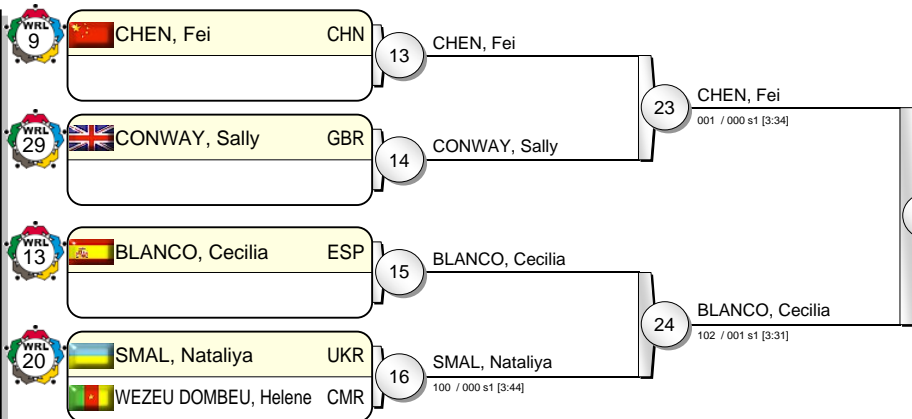 WRL 9
CHEN, Fei CHN
13
CHEN, Fei
23
CHEN, Fei
001 / 000 s1 [3:34]
WRL 29
CONWAY, Sally GBR
14
CONWAY, Sally
WRL 13
BLANCO, Cecilia ESP
15
BLANCO, Cecilia
24
BLANCO, Cecilia
102 / 001 s1 [3:31]
WRL 20
SMAL, Nataliya UKR
WEZEU DOMBEU, Helene CMR
16
SMAL, Nataliya
100 / 000 s1 [3:44]